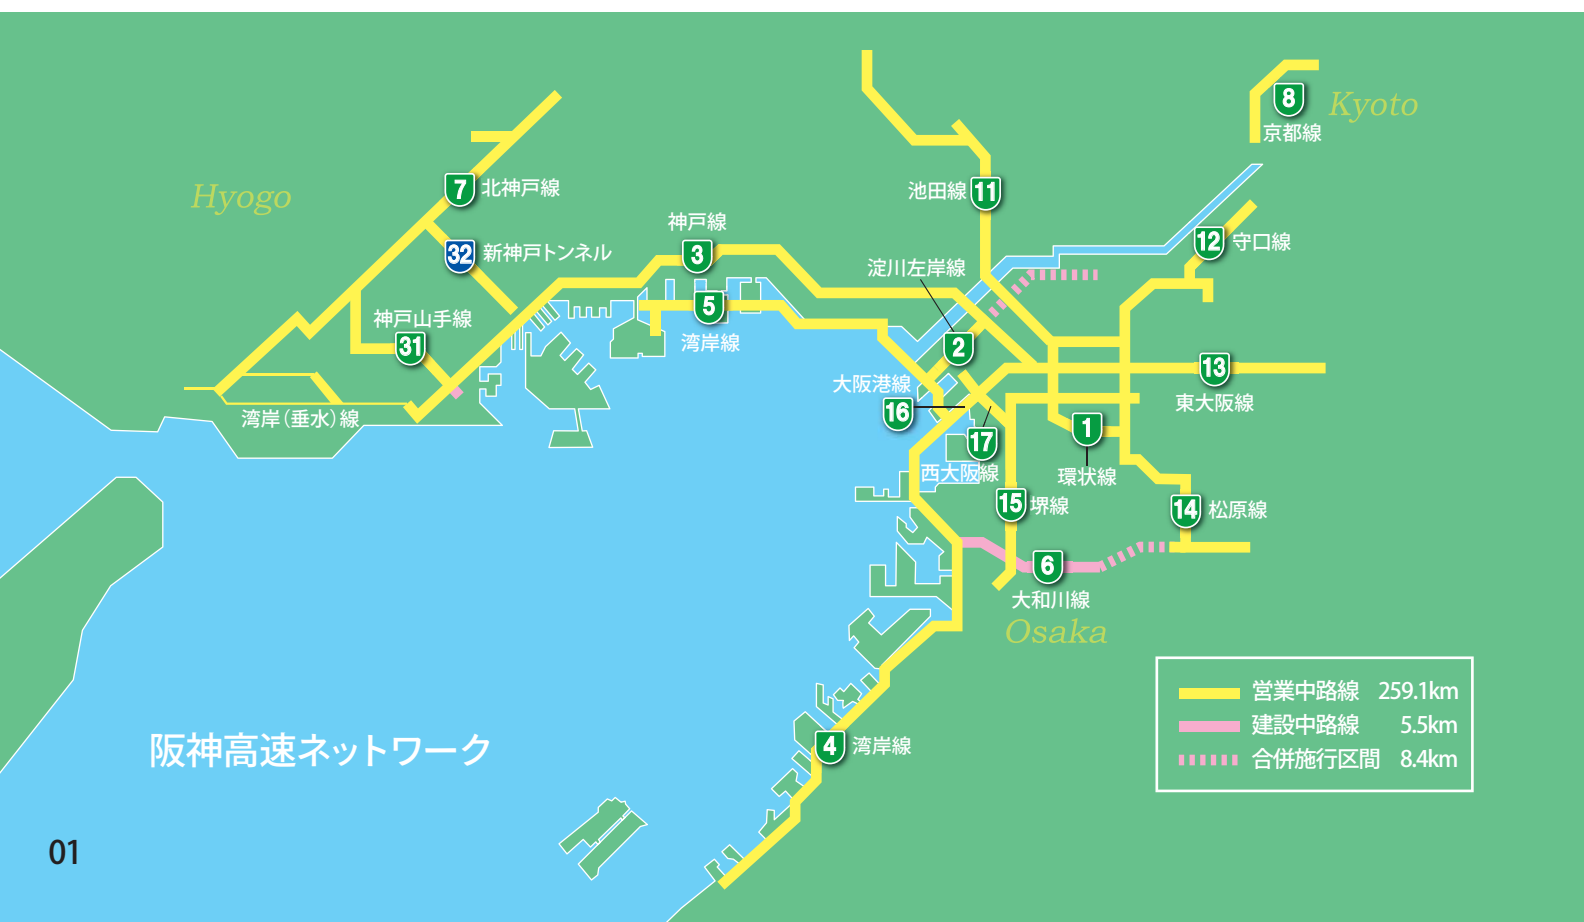 8
Kyoto
京都線
Hyogo
7
北神戸線
池田線
11
12
守口線
神戸線
3
32
新神戸トンネル
淀川左岸線
5
湾岸線
神戸山手線
31
2
13
東大阪線
大阪港線
16
湾岸(垂水)線
1
環状線
17
西大阪線
15
堺線
14
松原線
6
大和川線
Osaka
4
湾岸線
営業中路線 259.1km
建設中路線 5.5km
合併施行区間 8.4km
阪神高速ネットワーク
01